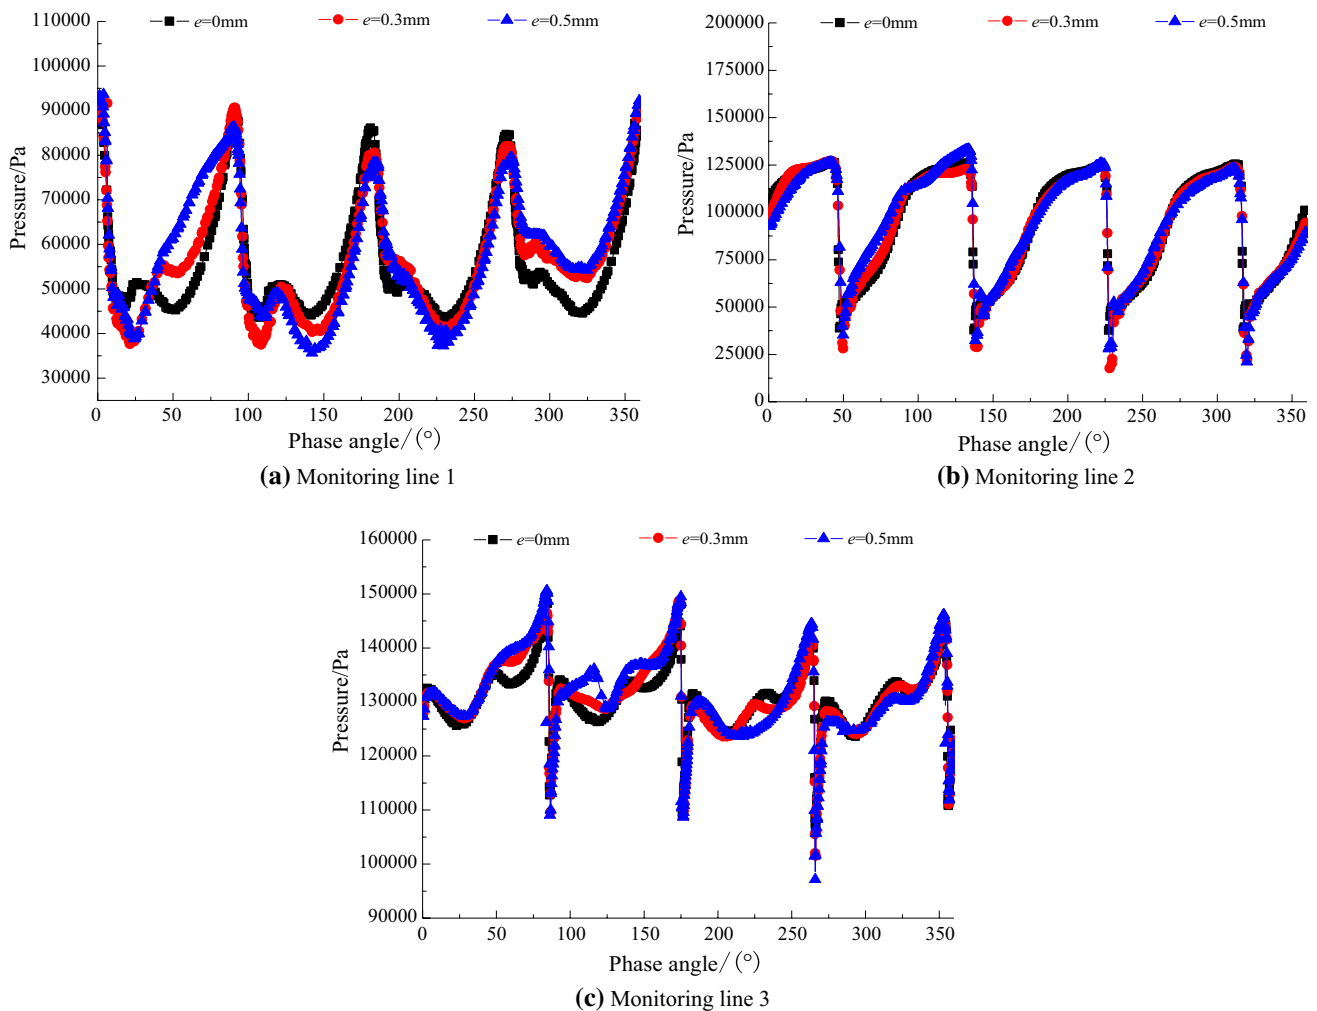 e=0mm e=0.3mm e=0.5mm
110000
100000
90000
80000
70000
60000
50000
40000
30000
Pressure/Pa
0 50 100 150 200 250 300 350
Phase angle/(°)
(a) Monitoring line 1
e=0mm e=0.3mm e=0.5mm
200000
175000
150000
125000
100000
75000
50000
25000
0
Pressure/Pa
0 50 100 150 200 250 300 350
Phase angle/(°)
(b) Monitoring line 2
e=0mm e=0.3mm e=0.5mm
160000
150000
140000
130000
120000
110000
100000
90000
Pressure/Pa
0 50 100 150 200 250 300 350
Phase angle/(°)
(c) Monitoring line 3